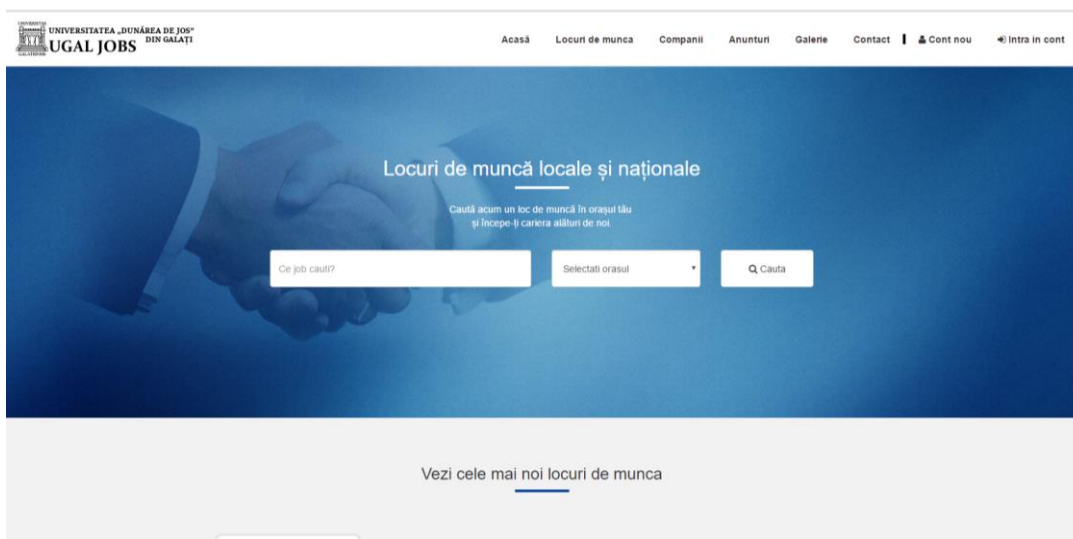 UNIVERSITATEA „DUNĂREA DE JOS”
DIN GALAȚI
UGAL JOBS
Acasă Locuri de munca Companii Anunturi Galerie Contact Cont nou Intra in cont
Locuri de muncă locale și naționale
Caută acum un loc de muncă în orașul tău
și începe-ți cariera alături de noi.
Ce job cauti? Selectati orasul Cauta
Vezi cele mai noi locuri de munca